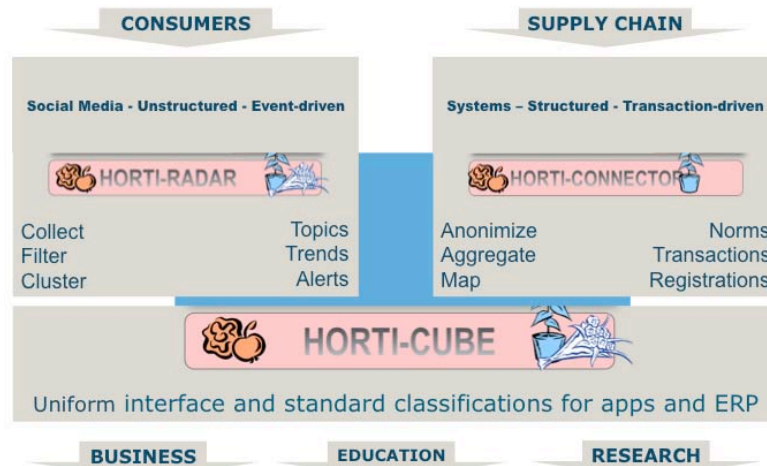 CONSUMERS
SUPPLY CHAIN
Social Media - Unstructured - Event-driven
Systems – Structured - Transaction-driven
HORTI-RADAR
HORTI-CONNECTOR
Collect
Topics
Filter
Trends
Cluster
Alerts
Anonimize
Norms
Aggregate
Transactions
Map
Registrations
HORTI-CUBE
Uniform interface and standard classifications for apps and ERP
BUSINESS
EDUCATION
RESEARCH